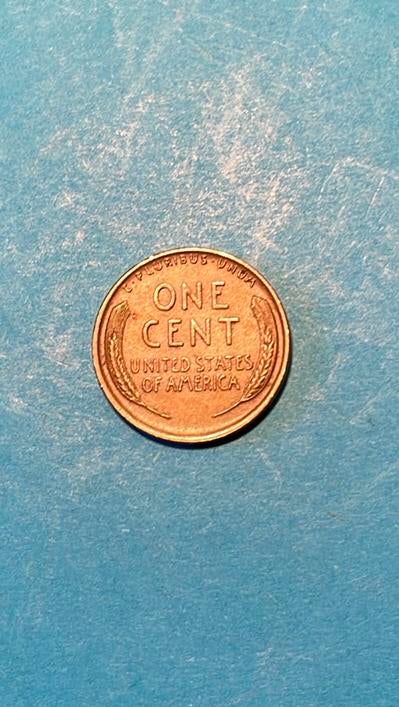 E·PLURIBUS·UNUM
ONE
CENT
UNITED STATES
OF AMERICA